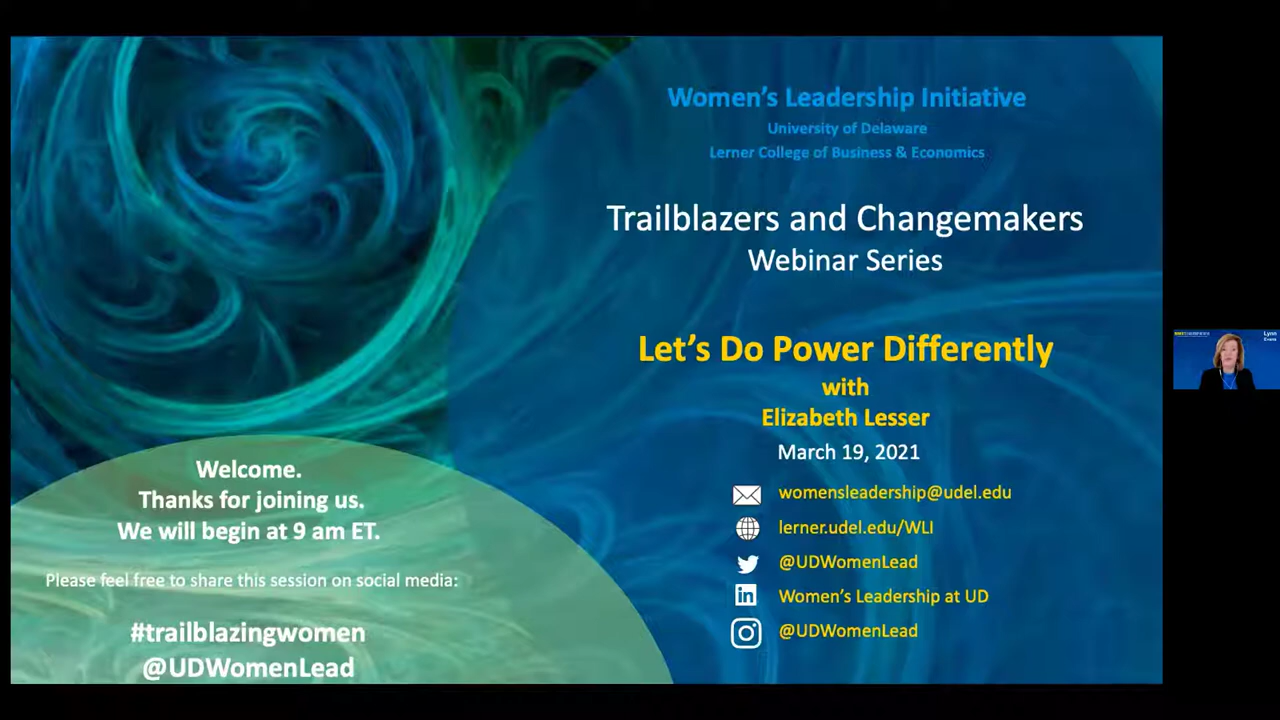 Women's Leadership Initiative
University of Delaware
Lerner College of Business & Economics
Trailblazers and Changemakers
Webinar Series
Let's Do Power Differently
with
Elizabeth Lesser
March 19, 2021
womensleadership@udel.edu
lerner.udel.edu/WLI
@UDWomenLead
Women's Leadership at UD
@UDWomenLead
Welcome.
Thanks for joining us.
We will begin at 9 am ET.
Please feel free to share this session on social media:
#trailblazingwomen
@UDWomenLead
Lynn
Evans